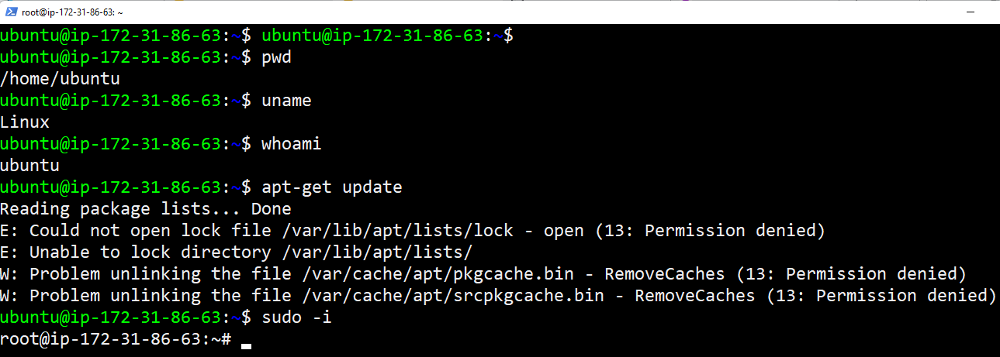 root@ip-172-31-86-63: ~
ubuntu@ip-172-31-86-63:~$ ubuntu@ip-172-31-86-63:~$
ubuntu@ip-172-31-86-63:~$ pwd
/home/ubuntu
ubuntu@ip-172-31-86-63:~$ uname
Linux
ubuntu@ip-172-31-86-63:~$ whoami
ubuntu
ubuntu@ip-172-31-86-63:~$ apt-get update
Reading package lists... Done
E: Could not open lock file /var/lib/apt/lists/lock - open (13: Permission denied)
E: Unable to lock directory /var/lib/apt/lists/
W: Problem unlinking the file /var/cache/apt/pkgcache.bin - RemoveCaches (13: Permission denied)
W: Problem unlinking the file /var/cache/apt/srcpkgcache.bin - RemoveCaches (13: Permission denied)
ubuntu@ip-172-31-86-63:~$ sudo -i
root@ip-172-31-86-63:~#